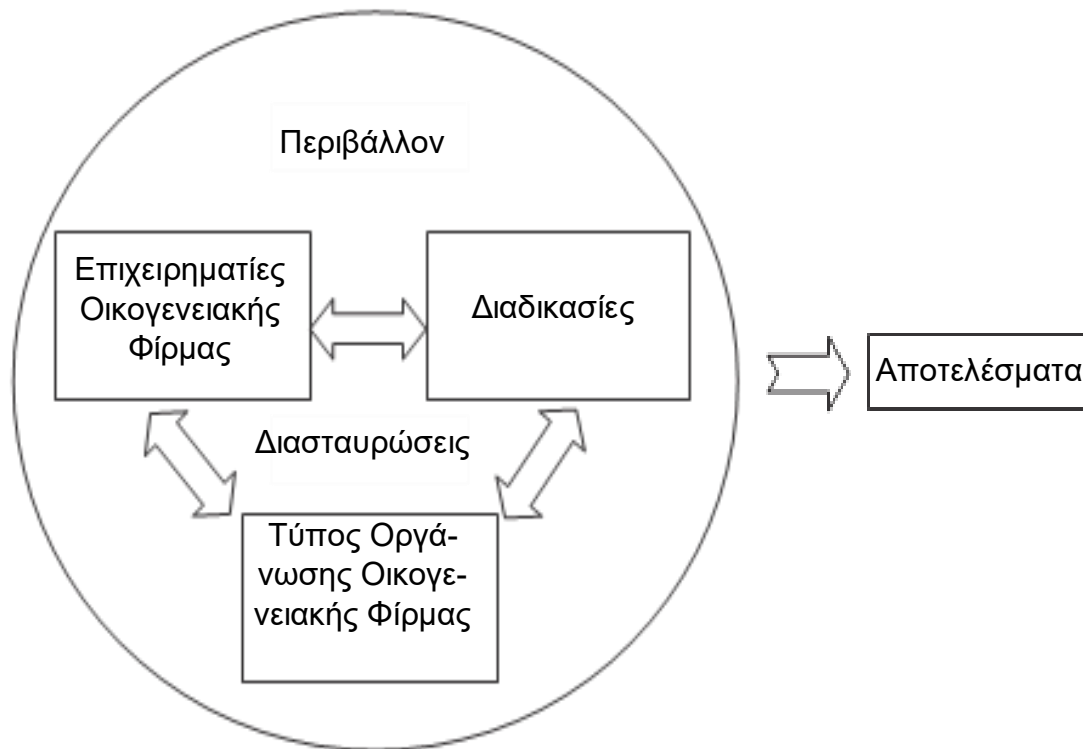 Περιβάλλον
Επιχειρηματίες
Οικογενειακής
Φίρμας
Διαδικασίες
Αποτελέσματα
Διασταυρώσεις
Τύπος Οργά-
νωσης Οικογε-
νειακής Φίρμας